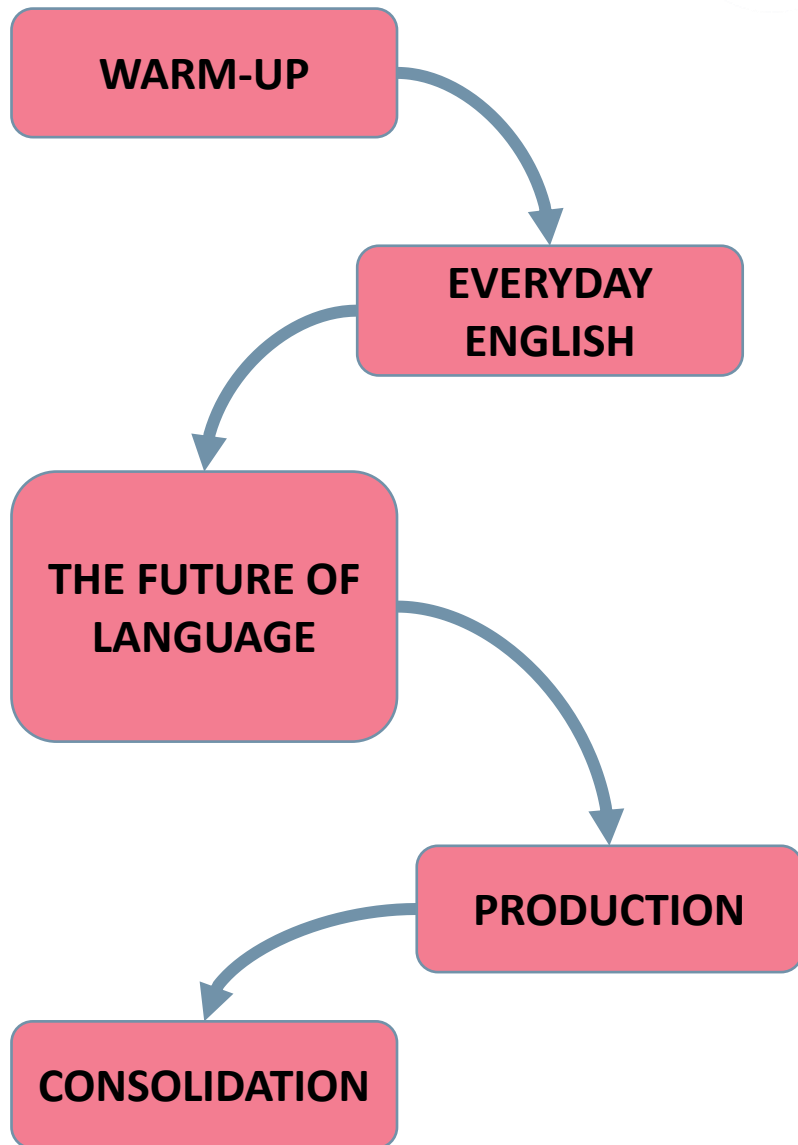 WARM-UP
EVERYDAY
ENGLISH
THE FUTURE OF
LANGUAGE
PRODUCTION
CONSOLIDATION